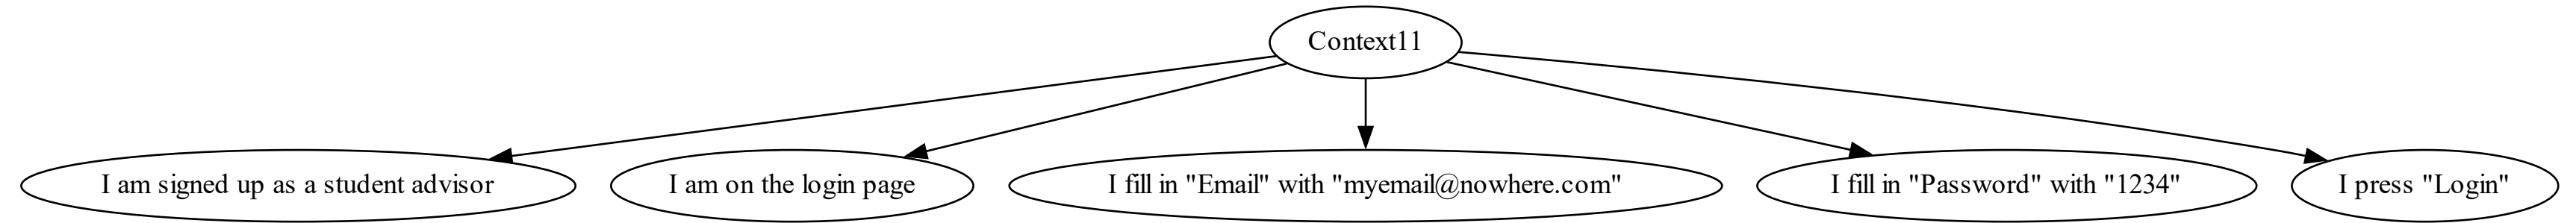 Context11
I am signed up as a student advisor
I am on the login page
I fill in "Email" with "myemail@nowhere.com"
I fill in "Password" with "1234"
I press "Login"